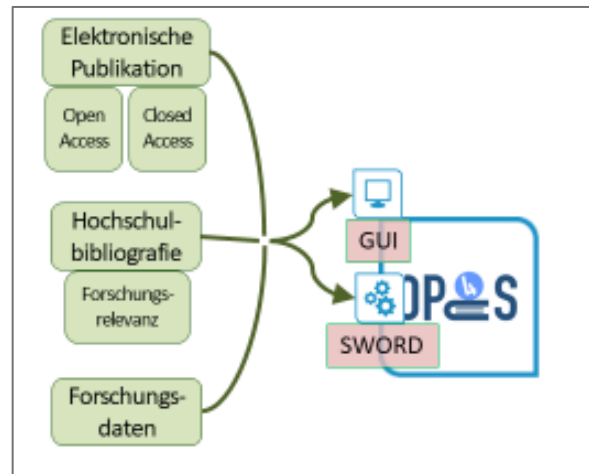 Elektronische
Publikation
Open
Access
Closed
Access
Hochschul-
bibliografie
Forschungs-
relevanz
Forschungs-
daten
GUI
OPUS
SWORD